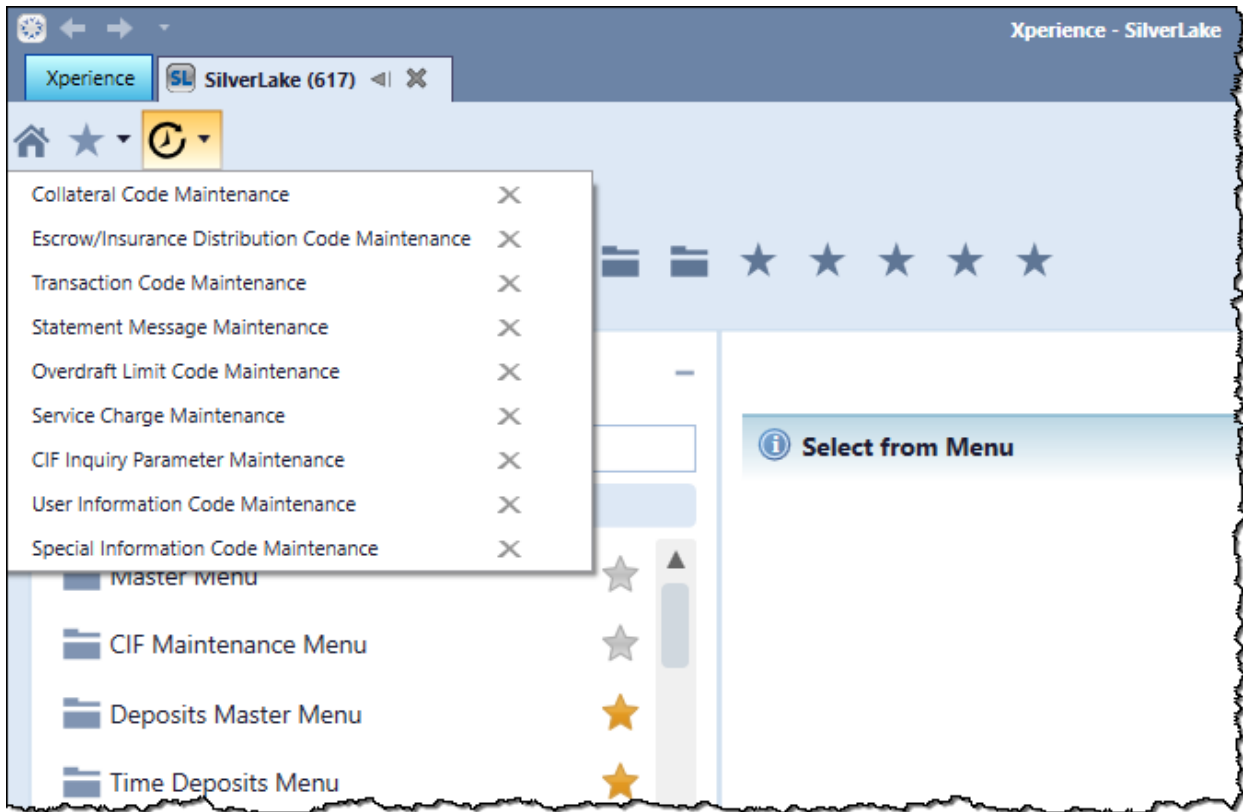 Xperience - SilverLake
Xperience
SL SilverLake (617)
Collateral Code Maintenance
Escrow/Insurance Distribution Code Maintenance
Transaction Code Maintenance
Statement Message Maintenance
Overdraft Limit Code Maintenance
Service Charge Maintenance
CIF Inquiry Parameter Maintenance
User Information Code Maintenance
Special Information Code Maintenance
Select from Menu
Master Menu
CIF Maintenance Menu
Deposits Master Menu
Time Deposits Menu